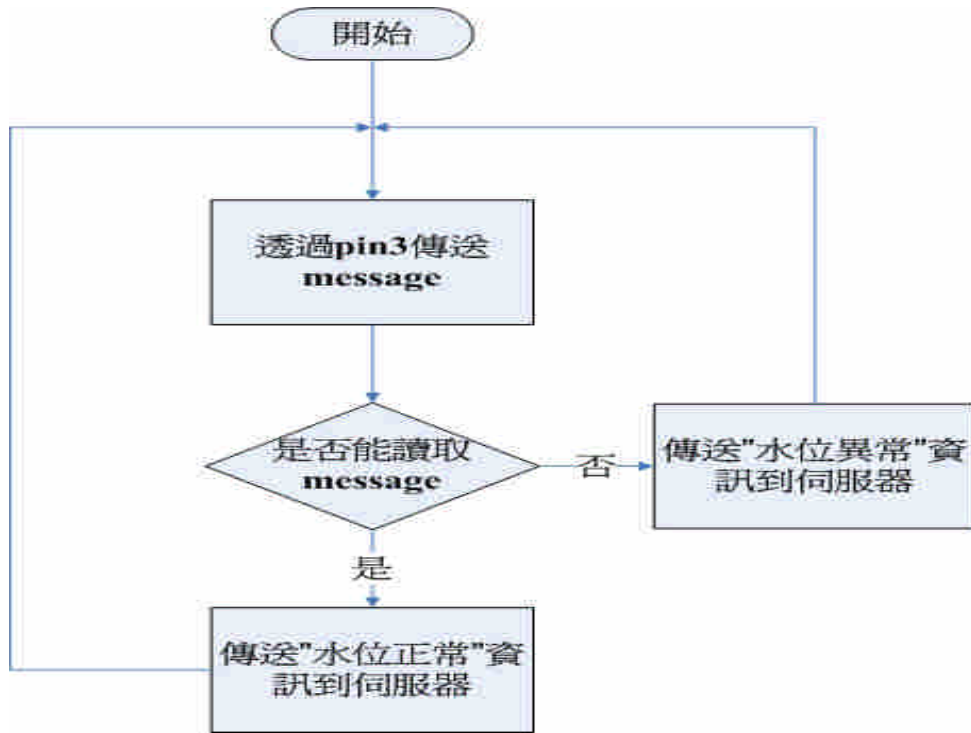 開始
透過pin3傳送
message
是否能讀取
message
否
傳送"水位異常"資
訊到伺服器
是
傳送"水位正常"資
訊到伺服器